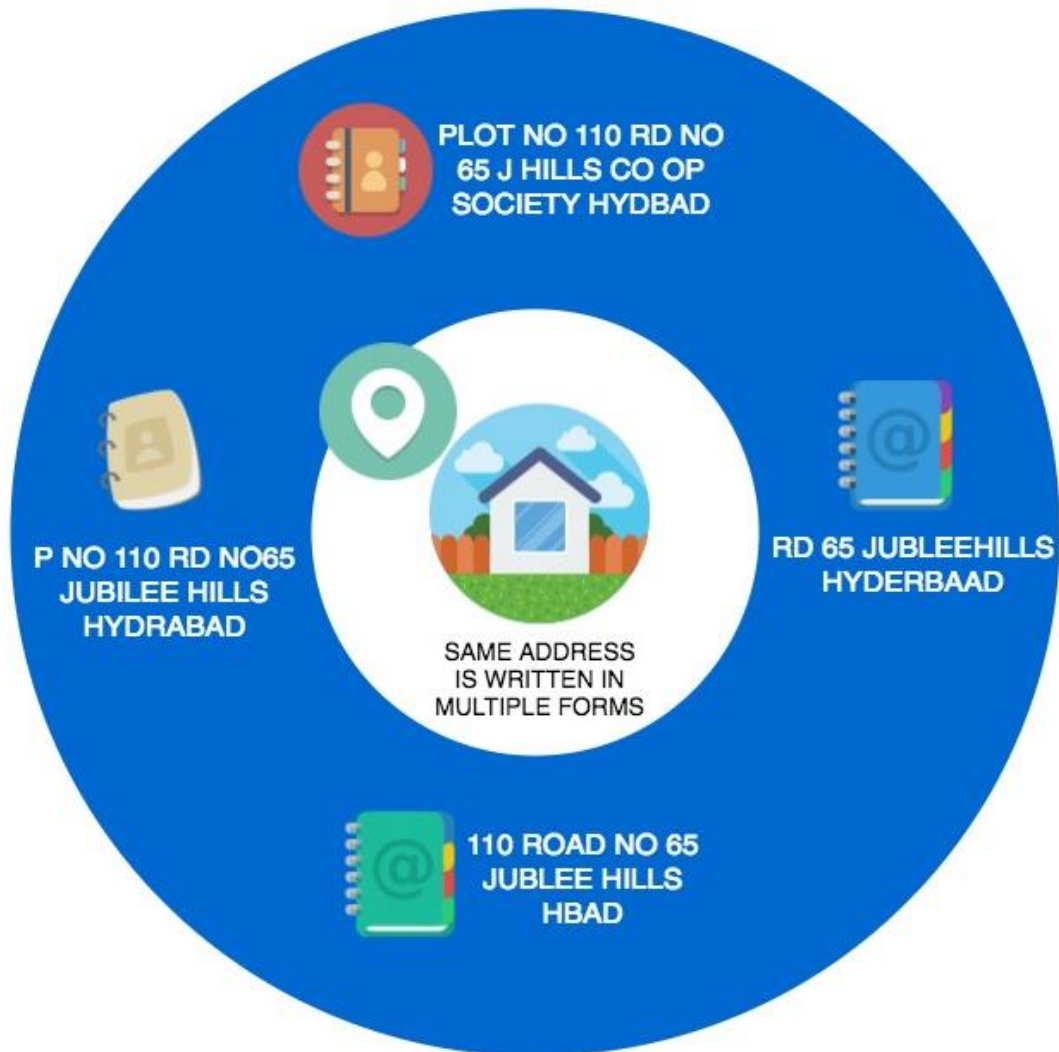 PLOT NO 110 RD NO
65 J HILLS CO OP
SOCIETY HYDBAD
P NO 110 RD NO65
JUBILEE HILLS
HYDRABAD
SAME ADDRESS
IS WRITTEN IN
MULTIPLE FORMS
RD 65 JUBLEEHILLS
HYDERBAAD
110 ROAD NO 65
JUBLEE HILLS
HBAD